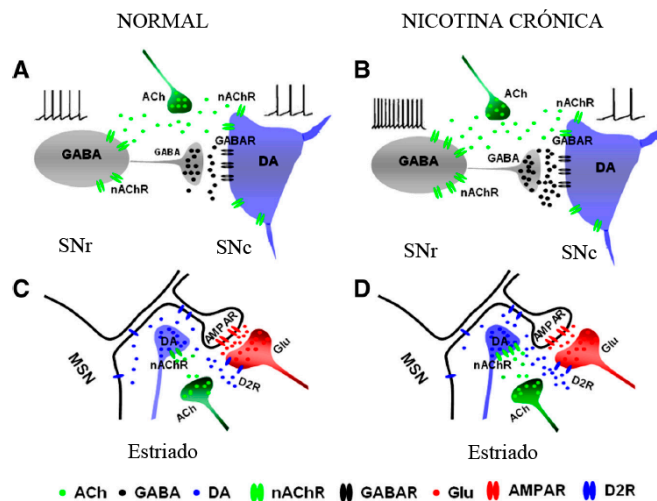 NORMAL
NICOTINA CRÓNICA
A
ACh
nAChR
GABA
GABA
GABAR
DA
nAChR
SNr
SNc
B
ACh
nAChR
GABA
GABA
GABAR
DA
nAChR
SNr
SNc
C
MSN
AMPAR
DA
Glu
nAChR
D2R
ACh
Estriado
D
MSN
AMPAR
DA
Glu
nAChR
D2R
ACh
Estriado
ACh GABA DA nAChR GABAR Glu AMPAR D2R